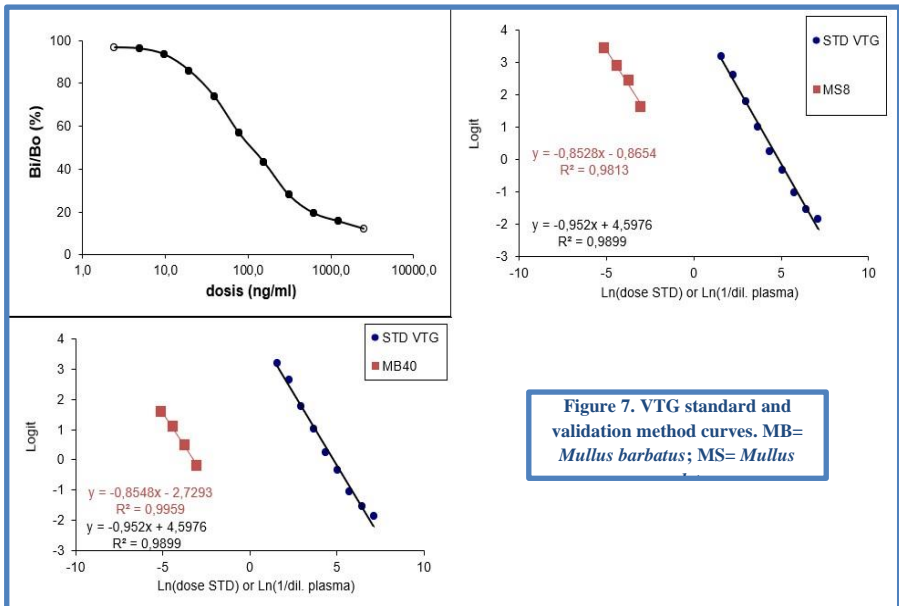 100
80
60
40
20
0
Bi/Bo (%)
1,0 10,0 100,0 1000,0 10000,0
dosis (ng/ml)
4
3
2
1
0
-1
-2
-3
Logit
STD VTG
MS8
y = -0,8528x - 0,8654
R² = 0,9813
y = -0,952x + 4,5976
R² = 0,9899
-10 -5 0 5 10
Ln(dose STD) or Ln(1/dil. plasma)
4
3
2
1
0
-1
-2
-3
Logit
STD VTG
MB40
y = -0,8548x - 2,7293
R² = 0,9959
y = -0,952x + 4,5976
R² = 0,9899
-10 -5 0 5 10
Ln(dose STD) or Ln(1/dil. plasma)
Figure 7. VTG standard and
validation method curves. MB=
Mullus barbatus; MS= Mullus